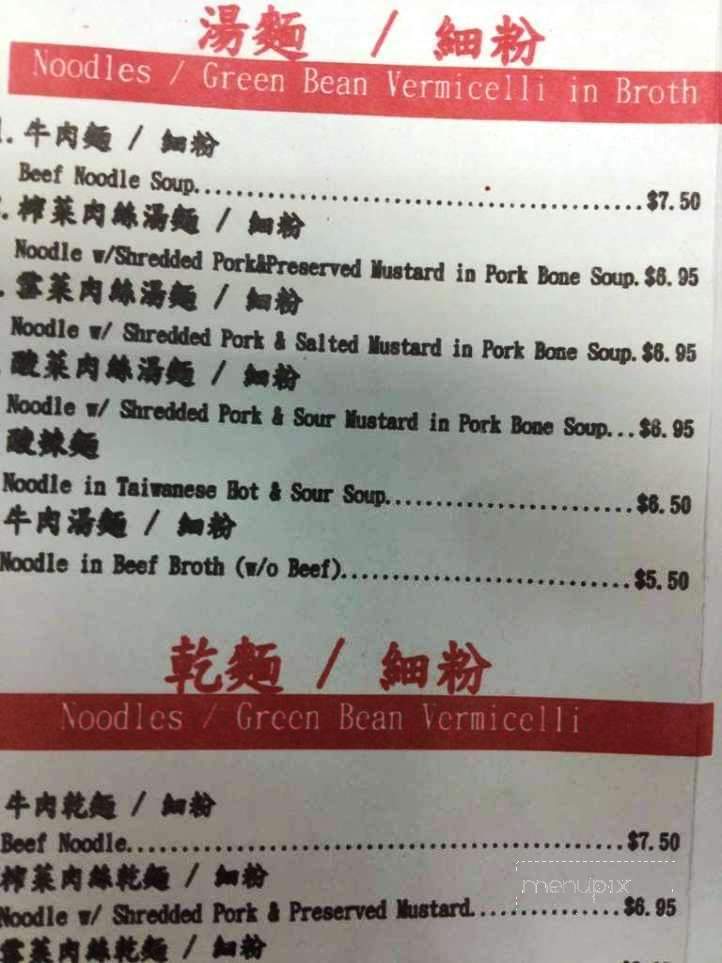 湯麵 / 細粉
Noodles / Green Bean Vermicelli in Broth
. 牛肉麵 / 細粉
Beef Noodle Soup..............................................$7.50
. 榨菜肉絲湯麵 / 細粉
Noodle w/Shredded Pork&Preserved Mustard in Pork Bone Soup. $6.95
. 雪菜肉絲湯麵 / 細粉
Noodle w/ Shredded Pork & Salted Mustard in Pork Bone Soup. $6.95
酸菜肉絲湯麵 / 細粉
Noodle w/ Shredded Pork & Sour Mustard in Pork Bone Soup... $6.95
酸辣麵
Noodle in Taiwanese Hot & Sour Soup.........................$6.50
牛肉湯麵 / 細粉
Noodle in Beef Broth (w/o Beef).............................$5.50
乾麵 / 細粉
Noodles / Green Bean Vermicelli
牛肉乾麵 / 細粉
Beef Noodle..................................................$7.50
榨菜肉絲乾麵 / 細粉
Noodle w/ Shredded Pork & Preserved Mustard...............$6.95
雪菜肉絲乾麵 / 細粉
menupix